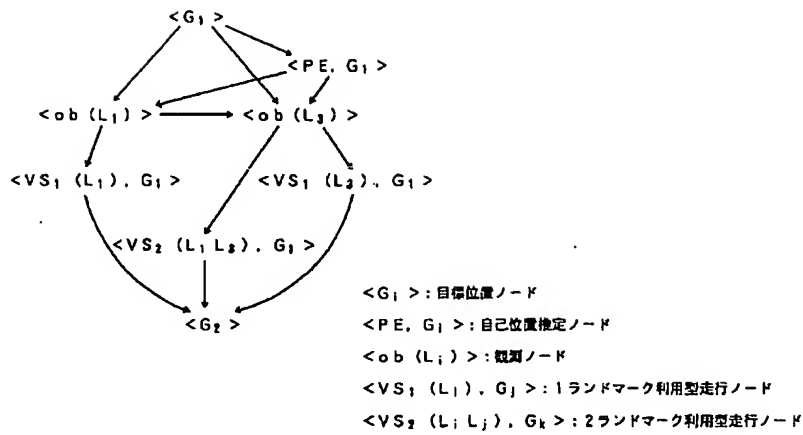 <G₁>
<PE, G₁>
<ob (L₁)> <ob (L₃)>
<VS₁ (L₁), G₁> <VS₁ (L₃), G₁>
<VS₂ (L₁ L₃), G₁>
<G₂>
<Gᵢ>:目標位置ノード
<PE, Gⱼ>:自己位置推定ノード
<ob (Lᵢ)>:観測ノード
<VS₁ (Lᵢ), Gⱼ>:1ランドマーク利用型走行ノード
<VS₂ (Lᵢ Lⱼ), Gₖ>:2ランドマーク利用型走行ノード